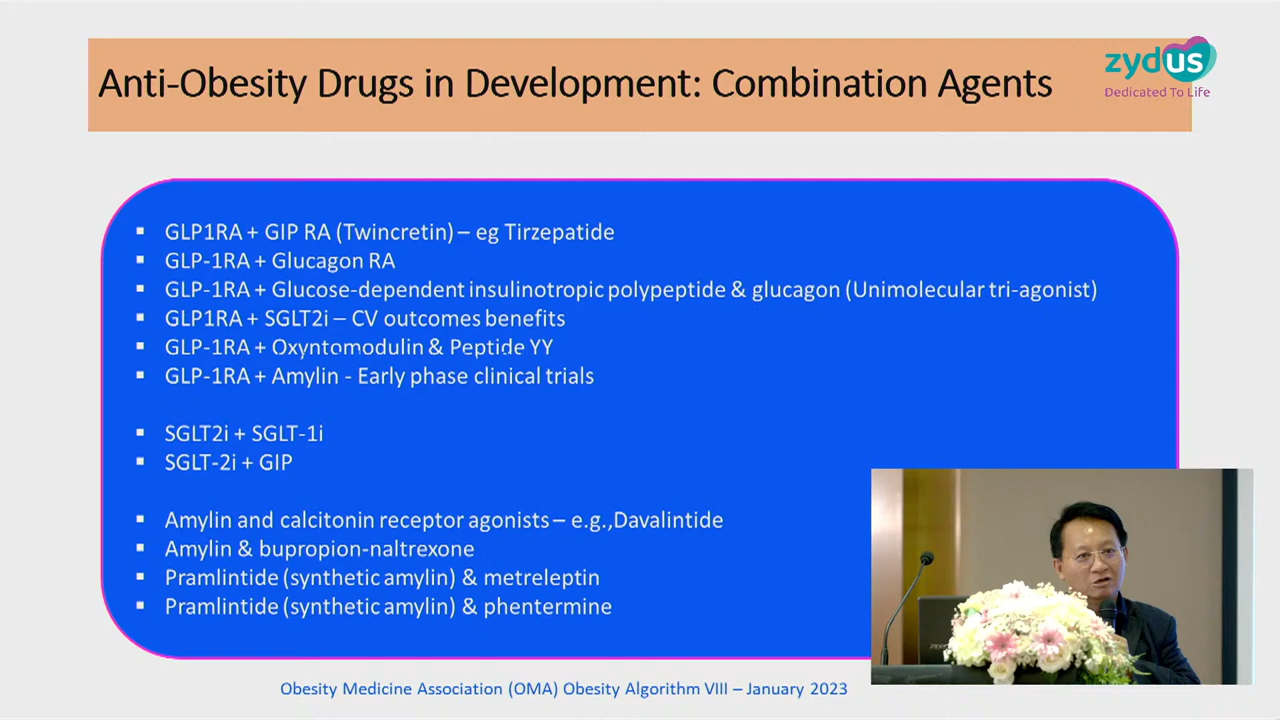 Anti-Obesity Drugs in Development: Combination Agents
zydus
Dedicated To Life
GLP1RA + GIP RA (Twincretin) – eg Tirzepatide
GLP-1RA + Glucagon RA
GLP-1RA + Glucose-dependent insulinotropic polypeptide & glucagon (Unimolecular tri-agonist)
GLP1RA + SGLT2i – CV outcomes benefits
GLP-1RA + Oxyntomodulin & Peptide YY
GLP-1RA + Amylin - Early phase clinical trials
SGLT2i + SGLT-1i
SGLT-2i + GIP
Amylin and calcitonin receptor agonists – e.g.,Davalintide
Amylin & bupropion-naltrexone
Pramlintide (synthetic amylin) & metreleptin
Pramlintide (synthetic amylin) & phentermine
Obesity Medicine Association (OMA) Obesity Algorithm VIII – January 2023